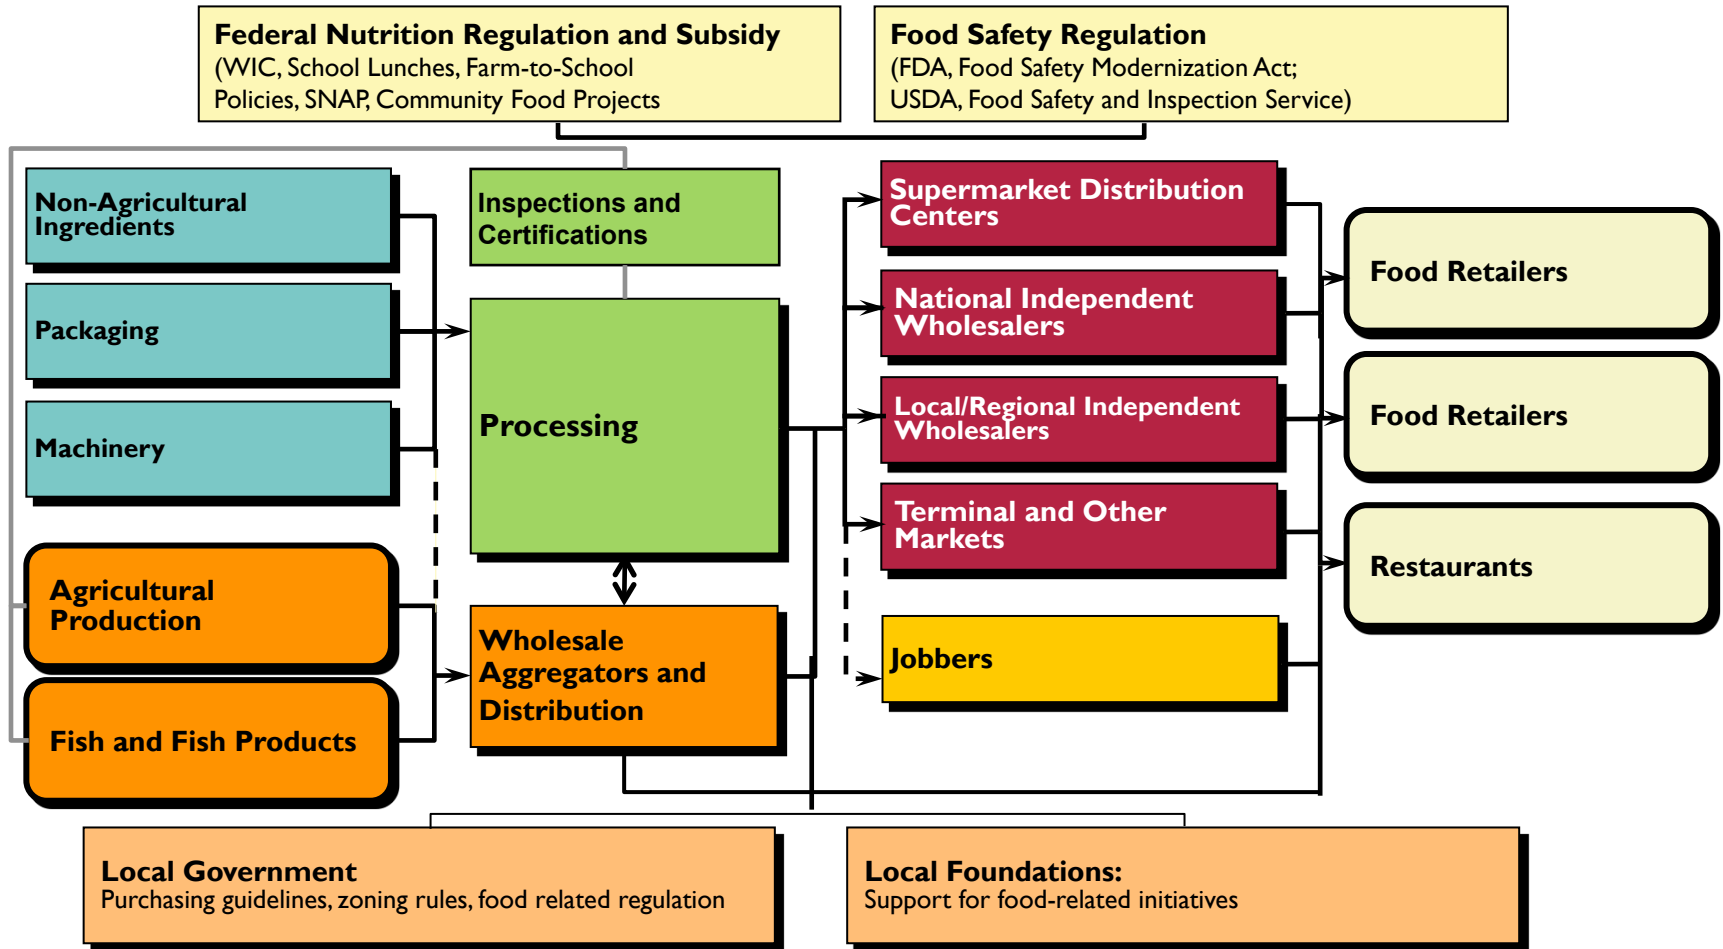 Federal Nutrition Regulation and Subsidy
(WIC, School Lunches, Farm-to-School
Policies, SNAP, Community Food Projects
Food Safety Regulation
(FDA, Food Safety Modernization Act;
USDA, Food Safety and Inspection Service)
Non-Agricultural
Ingredients
Packaging
Machinery
Agricultural
Production
Fish and Fish Products
Inspections and
Certifications
Processing
Wholesale
Aggregators and
Distribution
Supermarket Distribution
Centers
National Independent
Wholesalers
Local/Regional Independent
Wholesalers
Terminal and Other
Markets
Jobbers
Food Retailers
Food Retailers
Restaurants
Local Government
Purchasing guidelines, zoning rules, food related regulation
Local Foundations:
Support for food-related initiatives